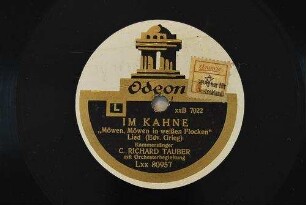 Odeon
xxB 7022
L
IM KAHNE
„Möwen, Möwen in weißen Flocken"
Lied (Edv. Grieg)
Kammersänger
C. RICHARD TAUBER
mit Orchesterbegleitung
Lxx 80957